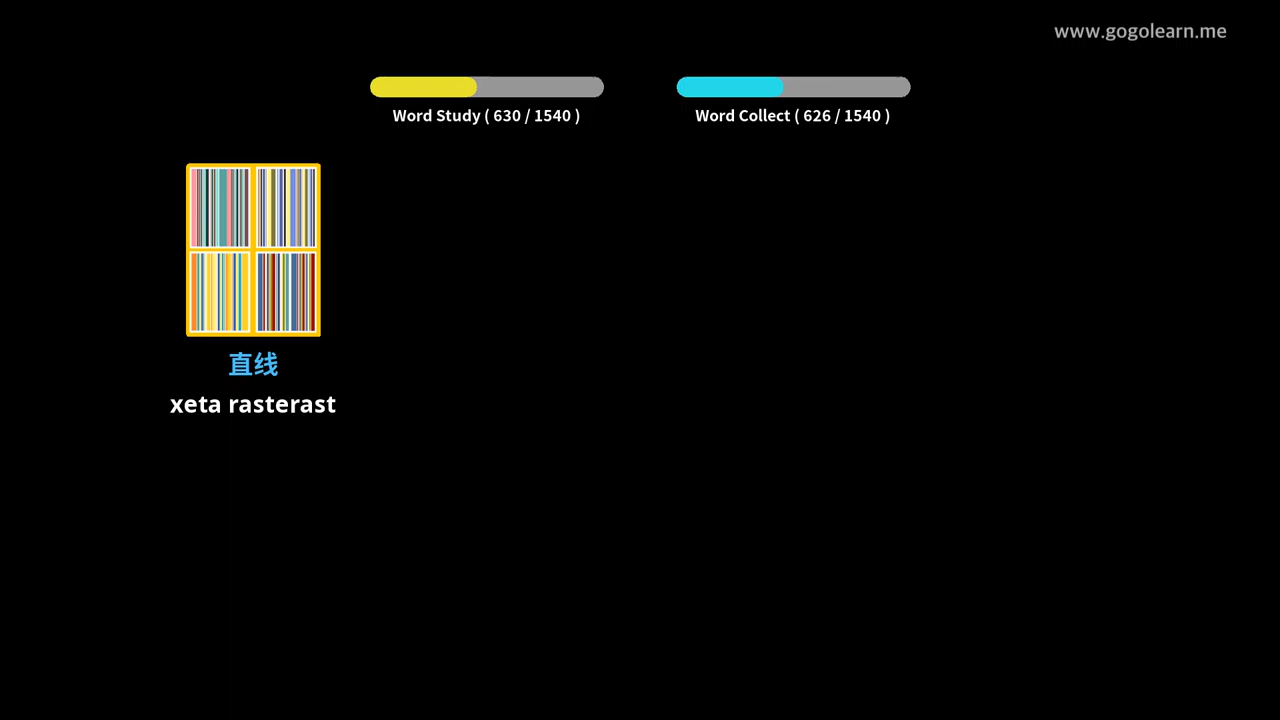 www.gogolearn.me
Word Study ( 630 / 1540 )
Word Collect ( 626 / 1540 )
直线
xeta rasterast